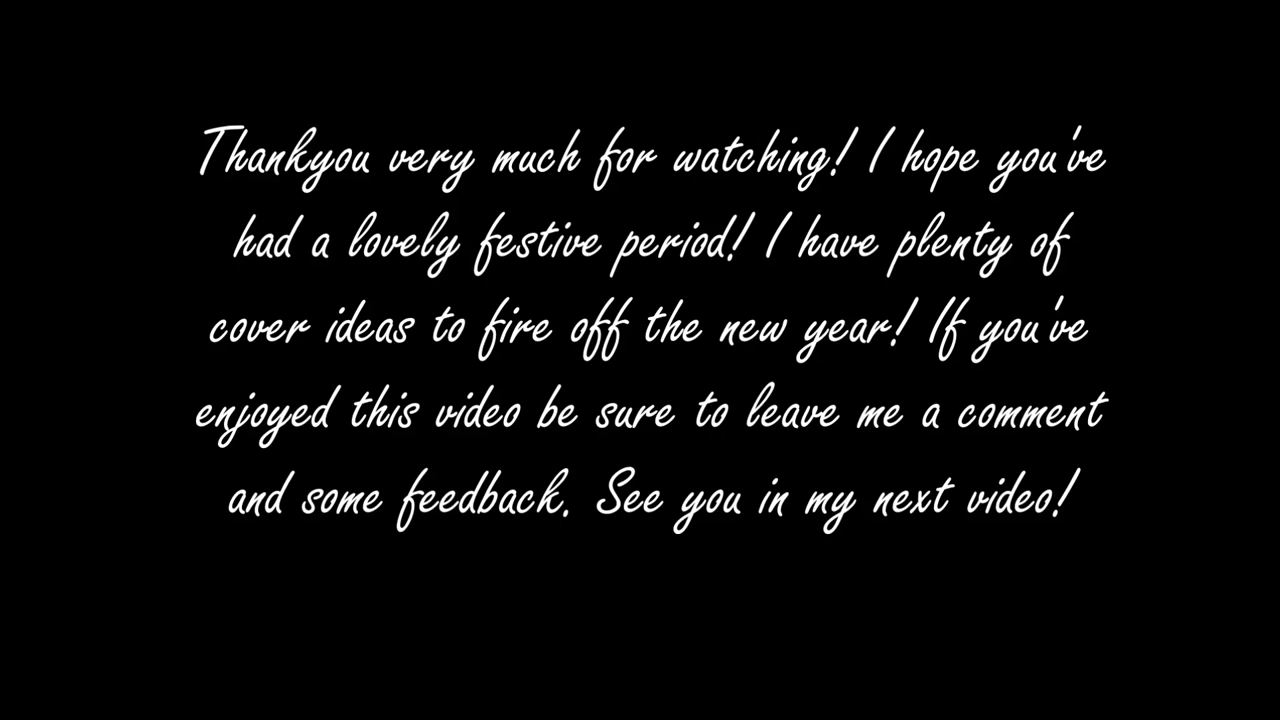 Thankyou very much for watching! I hope you've
had a lovely festive period! I have plenty of
cover ideas to fire off the new year! If you've
enjoyed this video be sure to leave me a comment
and some feedback. See you in my next video!